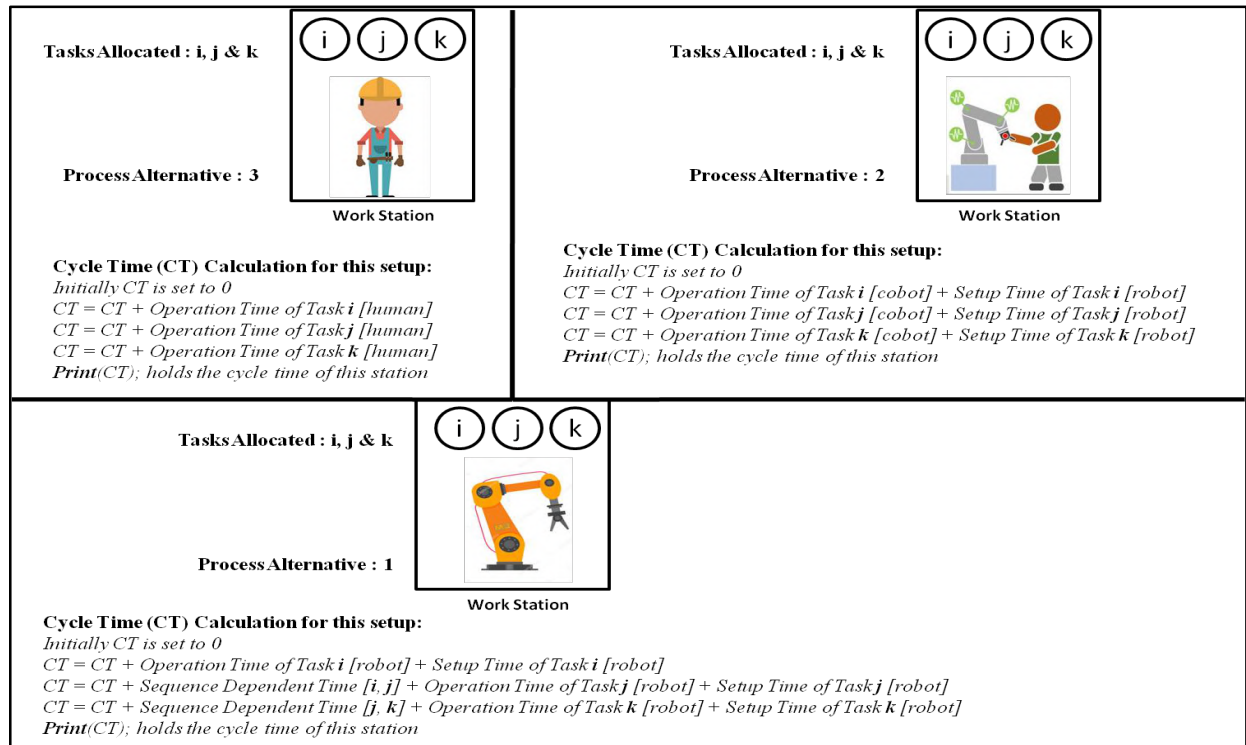 Tasks Allocated : i, j & k
i j k
Process Alternative : 3
Work Station
Cycle Time (CT) Calculation for this setup:
Initially CT is set to 0
CT = CT + Operation Time of Task i [human]
CT = CT + Operation Time of Task j [human]
CT = CT + Operation Time of Task k [human]
Print(CT); holds the cycle time of this station
Tasks Allocated : i, j & k
i j k
Process Alternative : 2
Work Station
Cycle Time (CT) Calculation for this setup:
Initially CT is set to 0
CT = CT + Operation Time of Task i [cobot] + Setup Time of Task i [robot]
CT = CT + Operation Time of Task j [cobot] + Setup Time of Task j [robot]
CT = CT + Operation Time of Task k [cobot] + Setup Time of Task k [robot]
Print(CT); holds the cycle time of this station
Tasks Allocated : i, j & k
i j k
Process Alternative : 1
Work Station
Cycle Time (CT) Calculation for this setup:
Initially CT is set to 0
CT = CT + Operation Time of Task i [robot] + Setup Time of Task i [robot]
CT = CT + Sequence Dependent Time [i, j] + Operation Time of Task j [robot] + Setup Time of Task j [robot]
CT = CT + Sequence Dependent Time [j, k] + Operation Time of Task k [robot] + Setup Time of Task k [robot]
Print(CT); holds the cycle time of this station